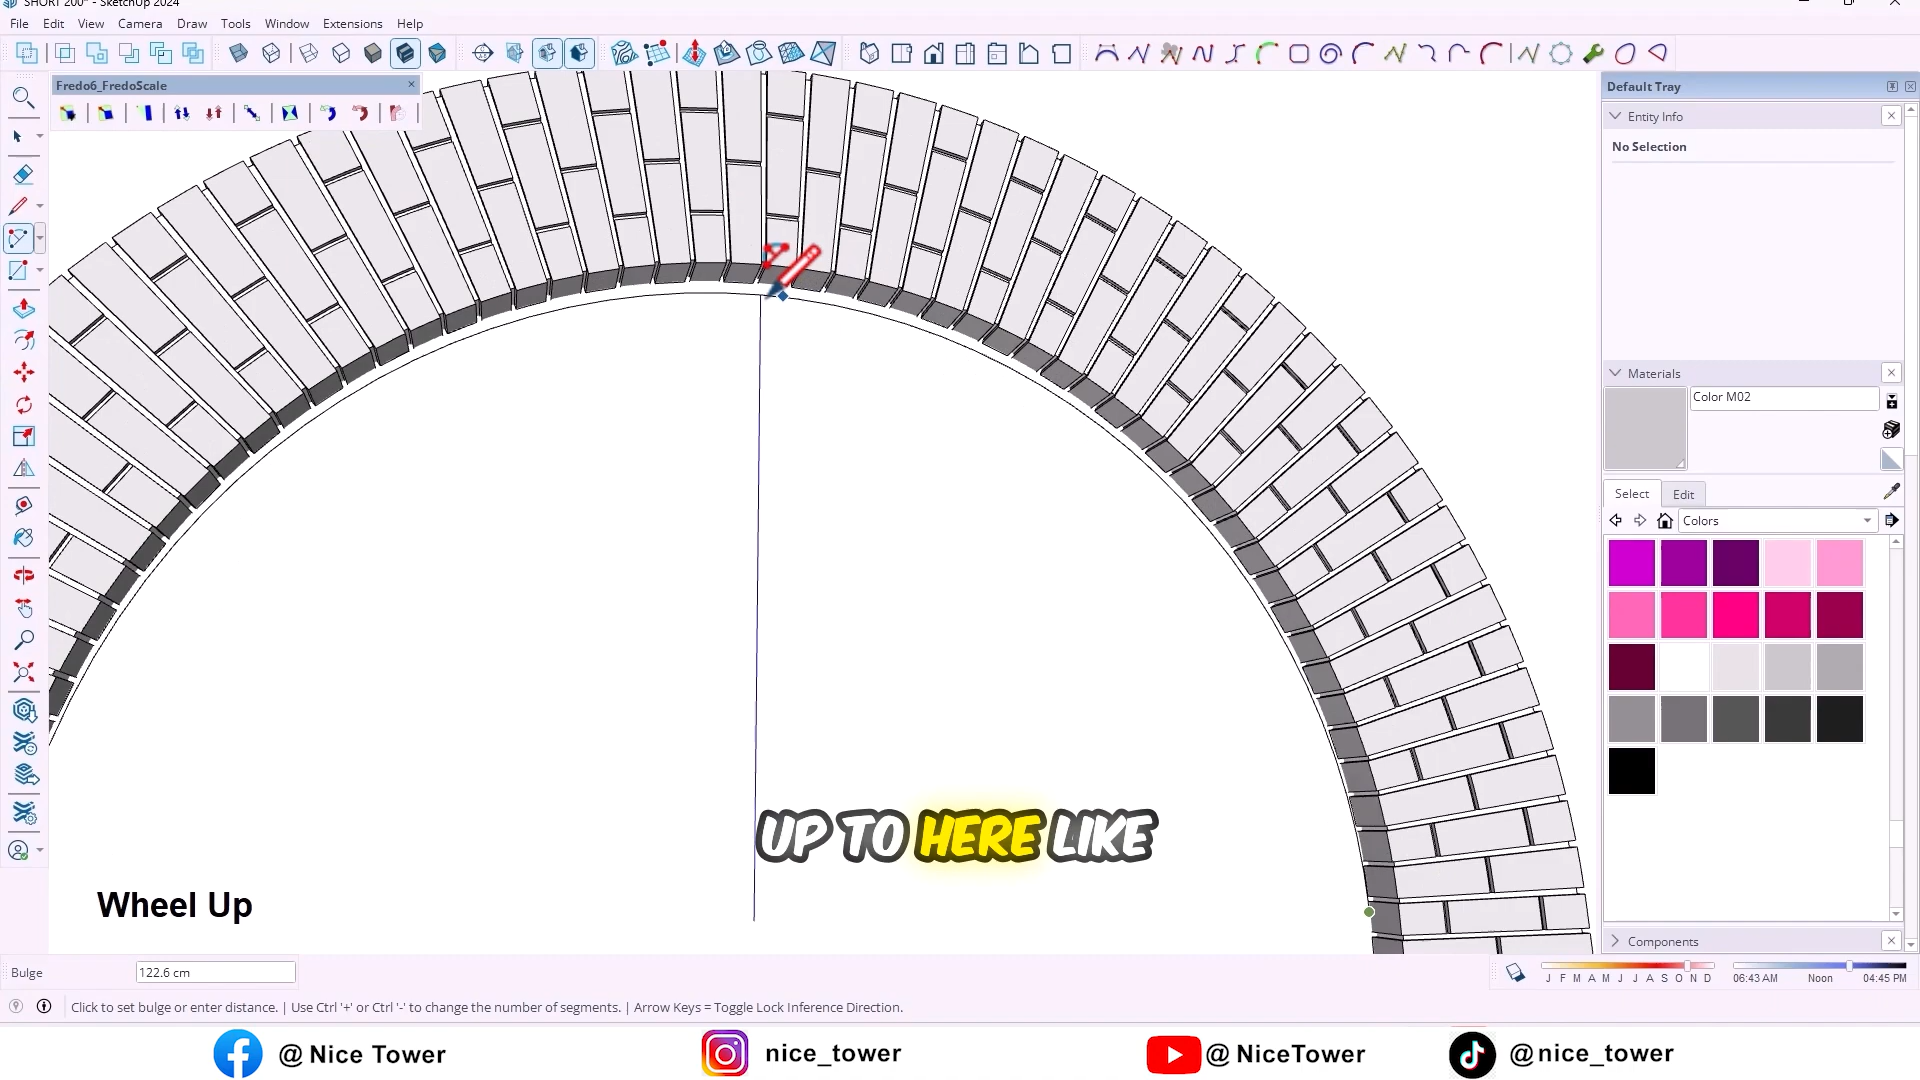 SHORT 200* - SketchUp 2024
File Edit View Camera Draw Tools Window Extensions Help
Fredo6_FredoScale
Default Tray
Entity Info
No Selection
Materials
Color M02
Select Edit
Colors
UP TO HERE LIKE
Wheel Up
Components
Bulge 122.6 cm
J F M A M J J A S O N D 06:43 AM Noon 04:45 PM
Click to set bulge or enter distance. | Use Ctrl '+' or Ctrl '-' to change the number of segments. | Arrow Keys = Toggle Lock Inference Direction.
@ Nice Tower nice_tower @ NiceTower @nice_tower